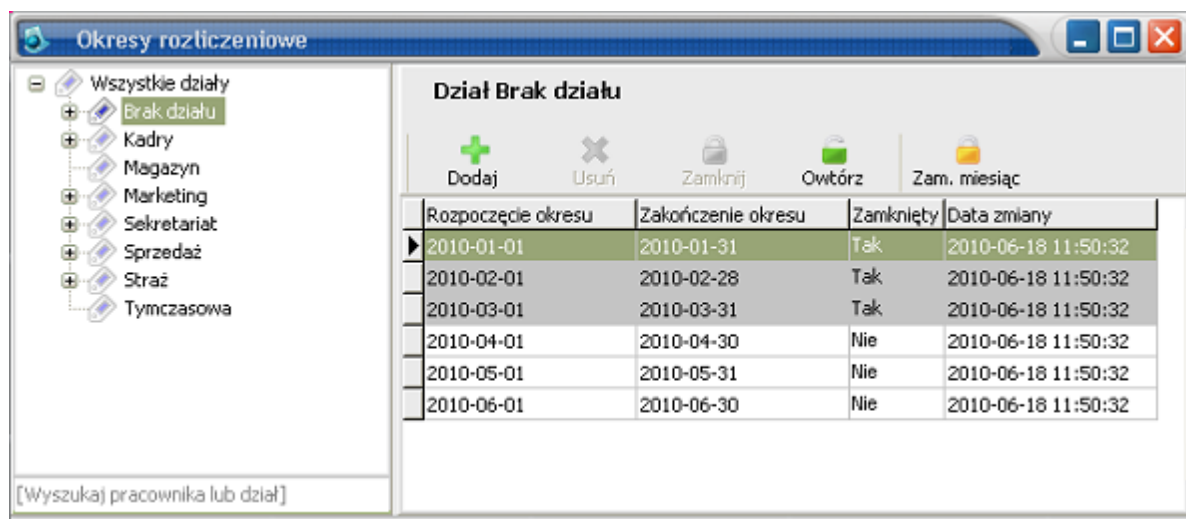 Okresy rozliczeniowe
Wszystkie działy
Brak działu
Kadry
Magazyn
Marketing
Sekretariat
Sprzedaż
Straż
Tymczasowa
[Wyszukaj pracownika lub dział]
Dział Brak działu
Dodaj Usuń Zamknij Owtórz Zam. miesiąc
Rozpoczęcie okresu Zakończenie okresu Zamknięty Data zmiany
2010-01-01 2010-01-31 Tak 2010-06-18 11:50:32
2010-02-01 2010-02-28 Tak 2010-06-18 11:50:32
2010-03-01 2010-03-31 Tak 2010-06-18 11:50:32
2010-04-01 2010-04-30 Nie 2010-06-18 11:50:32
2010-05-01 2010-05-31 Nie 2010-06-18 11:50:32
2010-06-01 2010-06-30 Nie 2010-06-18 11:50:32